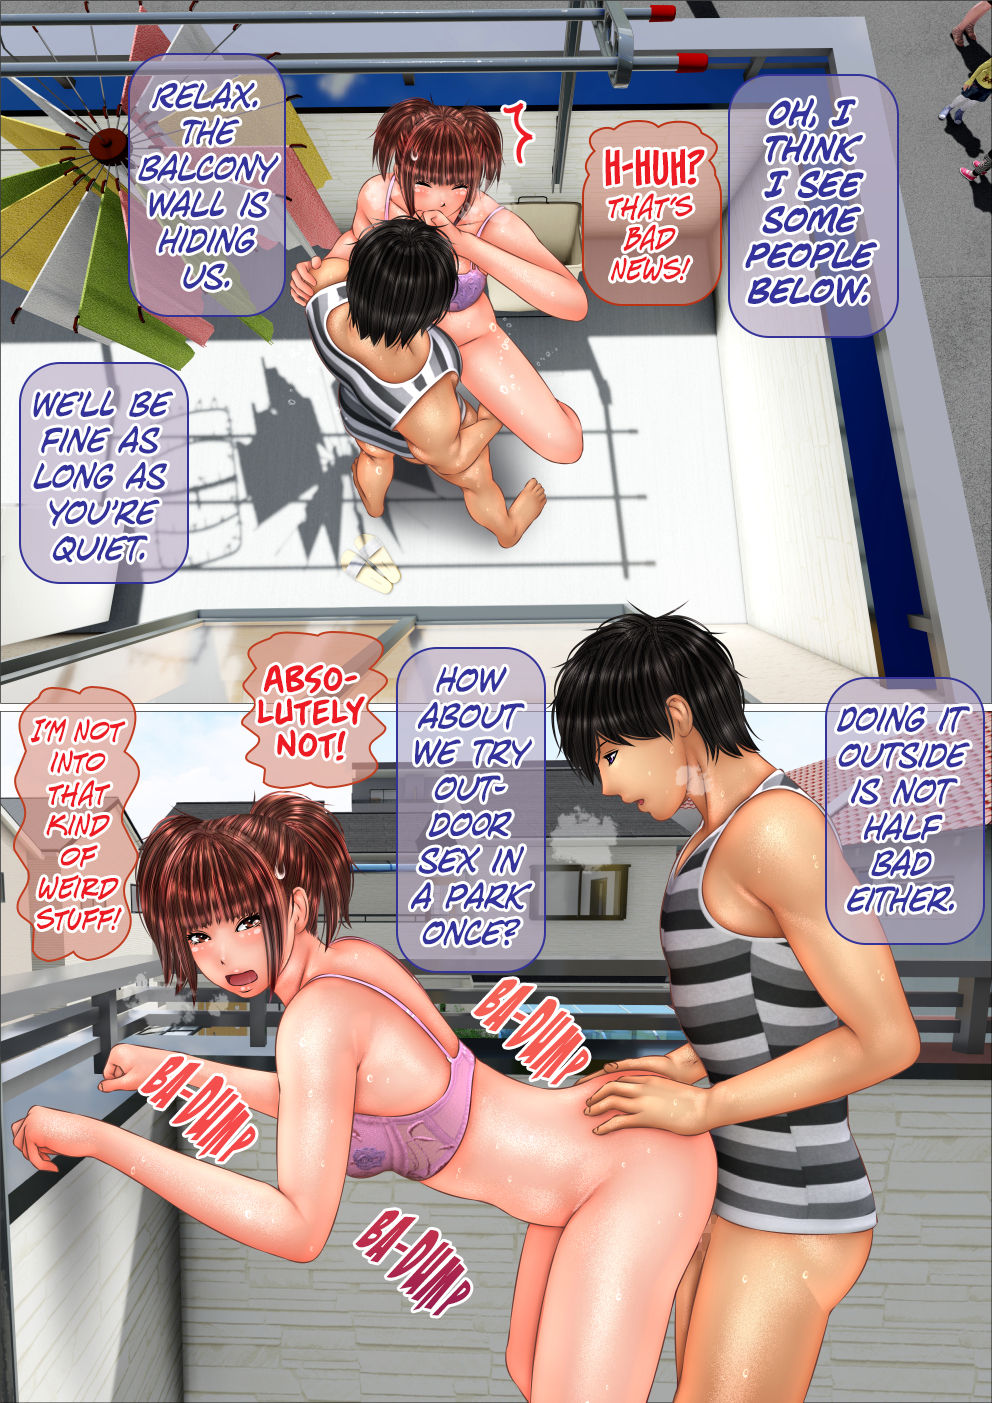 OH, I
THINK
I SEE
SOME
PEOPLE
BELOW.
H-HUH?
THAT'S
BAD
NEWS!
RELAX.
THE
BALCONY
WALL IS
HIDING
US.
WE'LL BE
FINE AS
LONG AS
YOU'RE
QUIET.
DOING IT
OUTSIDE
IS NOT
HALF
BAD
EITHER.
HOW
ABOUT
WE TRY
OUT-
DOOR
SEX IN
A PARK
ONCE?
ABSO-
LUTELY
NOT!
I'M NOT
INTO
THAT
KIND
OF
WEIRD
STUFF!
BA-DUMP
BA-DUMP
BA-DUMP